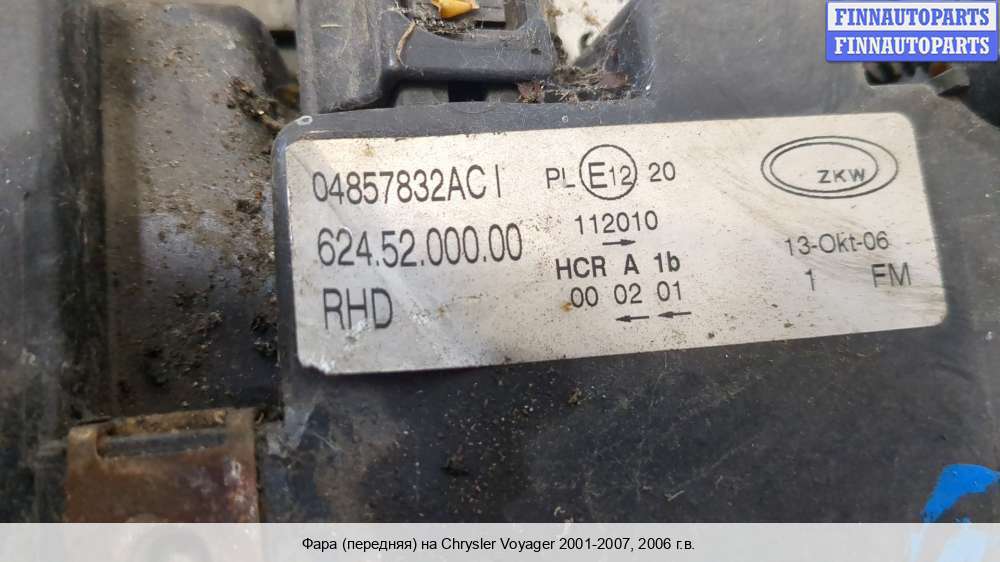 FINNAUTOPARTS
FINNAUTOPARTS
04857832ACI
624.52.000.00
RHD
PL E12 20
112010
→
HCR A 1b
00 02 01
← ←
ZKW
13-Okt-06
1 FM
Фара (передняя) на Chrysler Voyager 2001-2007, 2006 г.в.